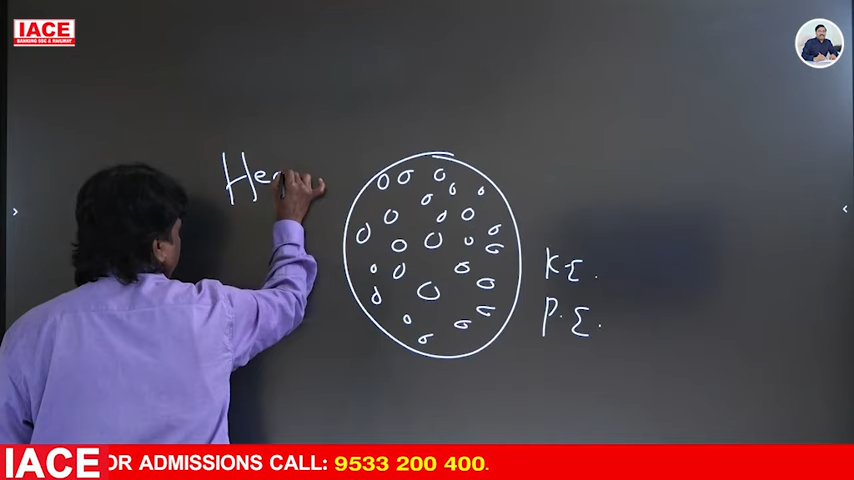 IACE
BANKING SSC & RAILWAY
He
K.E.
P.E.
IACE
OR ADMISSIONS CALL: 9533 200 400.